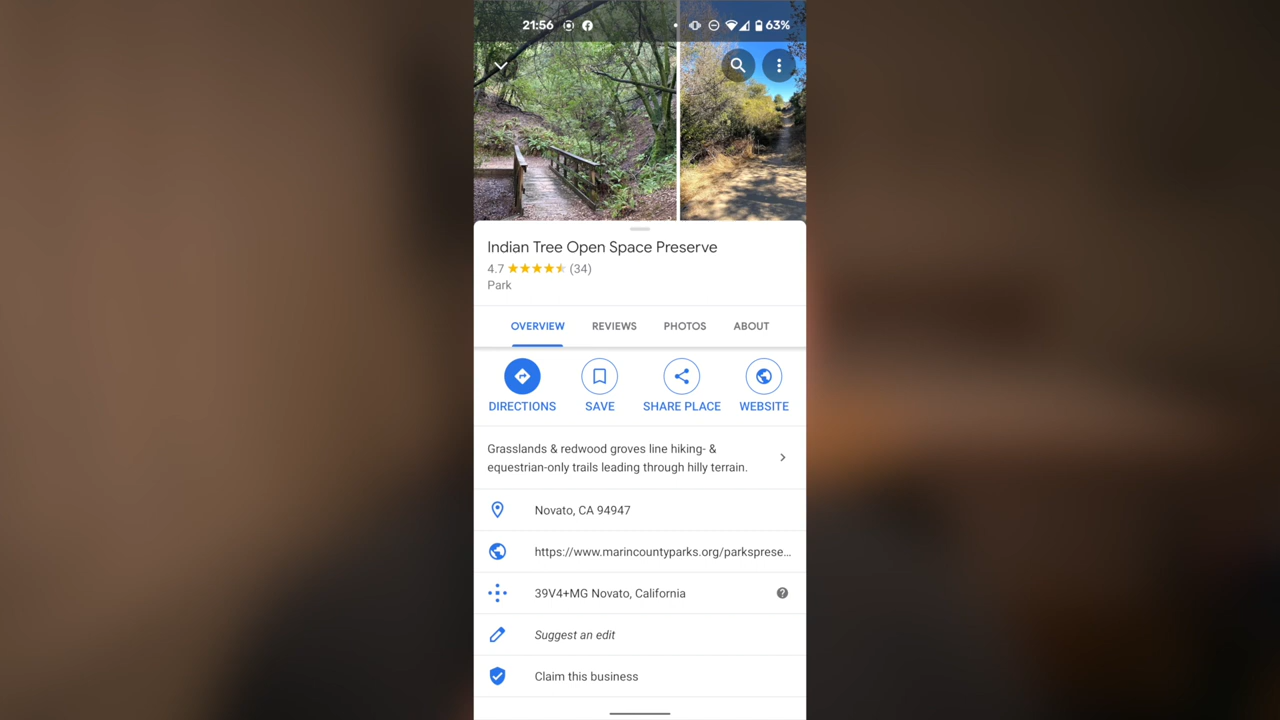 21:56 63%
Indian Tree Open Space Preserve
4.7 (34)
Park
OVERVIEW REVIEWS PHOTOS ABOUT
DIRECTIONS SAVE SHARE PLACE WEBSITE
Grasslands & redwood groves line hiking- &
equestrian-only trails leading through hilly terrain.
Novato, CA 94947
https://www.marincountyparks.org/parksprese...
39V4+MG Novato, California
Suggest an edit
Claim this business